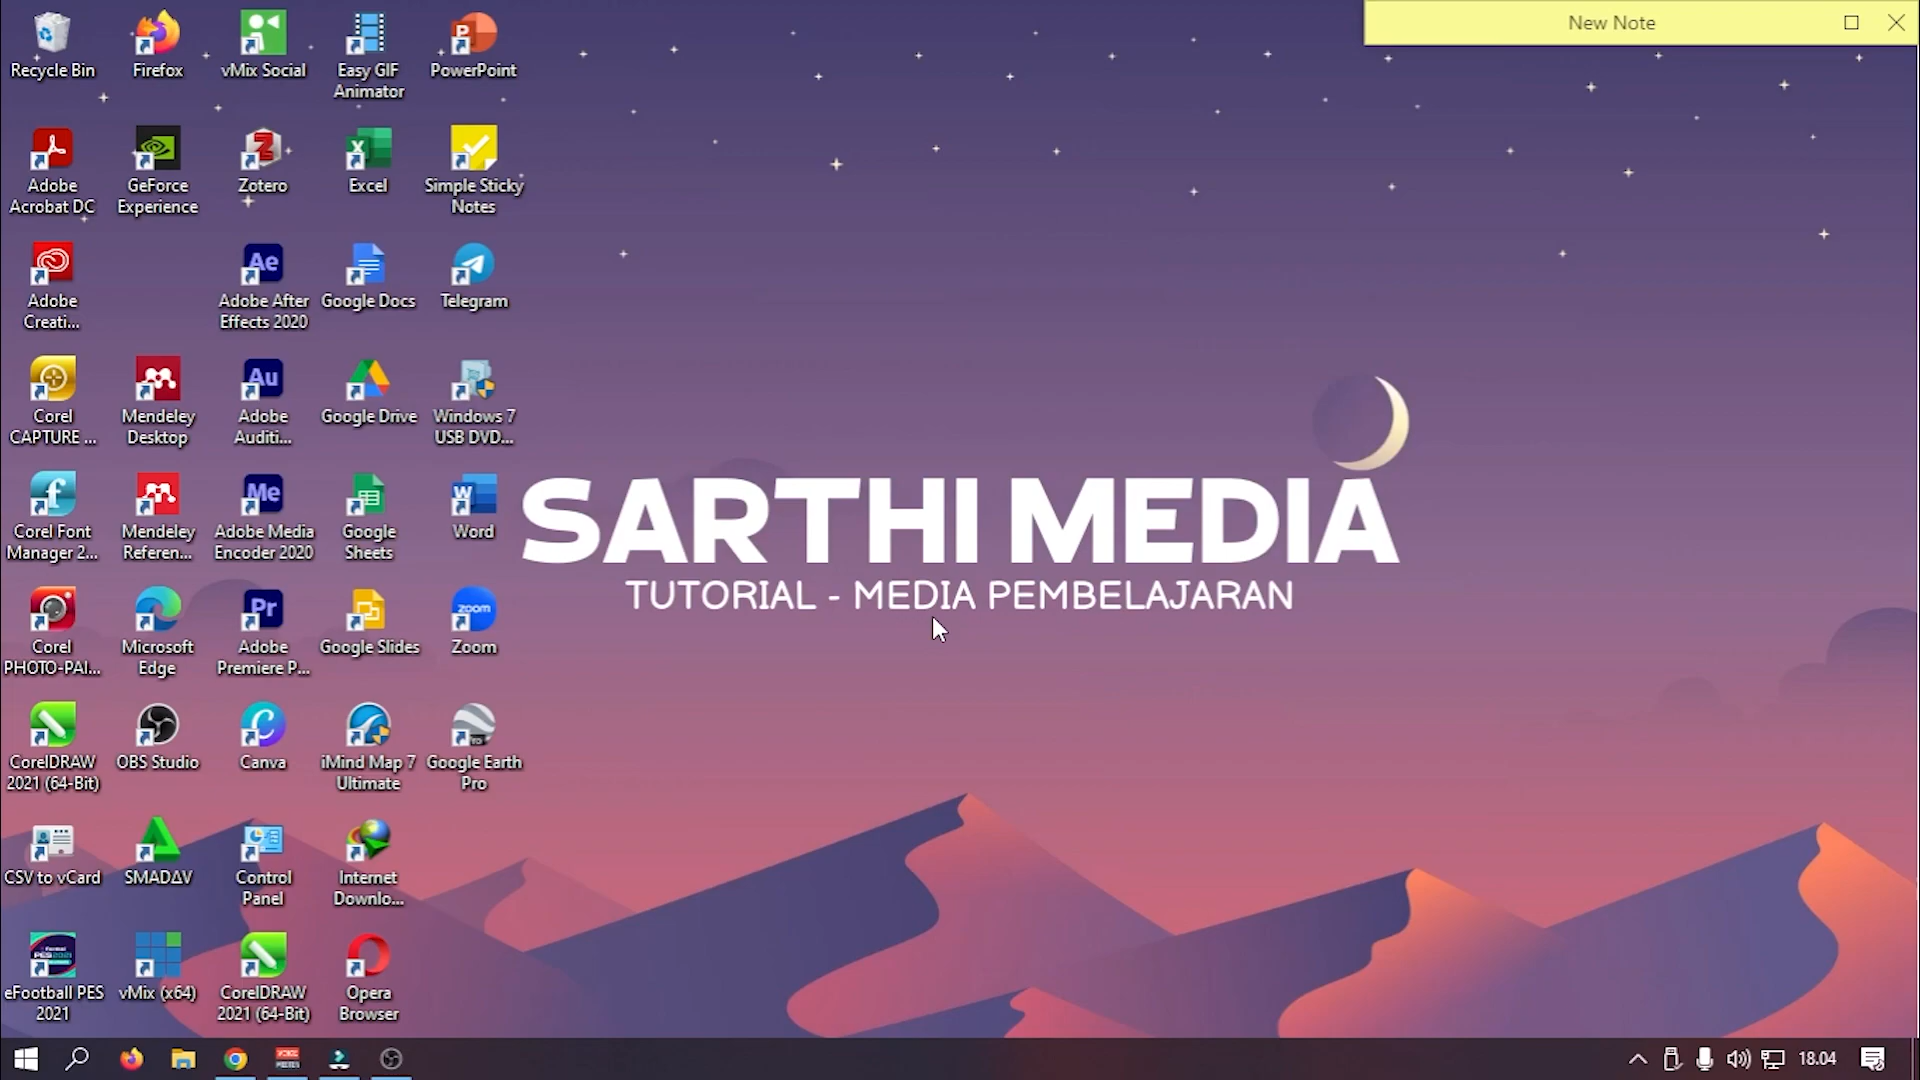 New Note
Recycle Bin
Firefox
vMix Social
Easy GIF
Animator
PowerPoint
Adobe
Acrobat DC
GeForce
Experience
Zotero
Excel
Simple Sticky
Notes
Adobe
Creati...
Adobe After
Effects 2020
Google Docs
Telegram
Corel
CAPTURE ...
Mendeley
Desktop
Adobe
Auditi...
Google Drive
Windows 7
USB DVD...
Corel Font
Manager 2...
Mendeley
Referen...
Adobe Media
Encoder 2020
Google
Sheets
Word
SARTHI MEDIA
TUTORIAL - MEDIA PEMBELAJARAN
Corel
PHOTO-PAI...
Microsoft
Edge
Adobe
Premiere P...
Google Slides
zoom
Zoom
CorelDRAW
2021 (64-Bit)
OBS Studio
Canva
iMind Map 7
Ultimate
Google Earth
Pro
CSV to vCard
SMADΔV
Control
Panel
Internet
Downlo...
eFootball PES
2021
vMix (x64)
CorelDRAW
2021 (64-Bit)
Opera
Browser
18.04